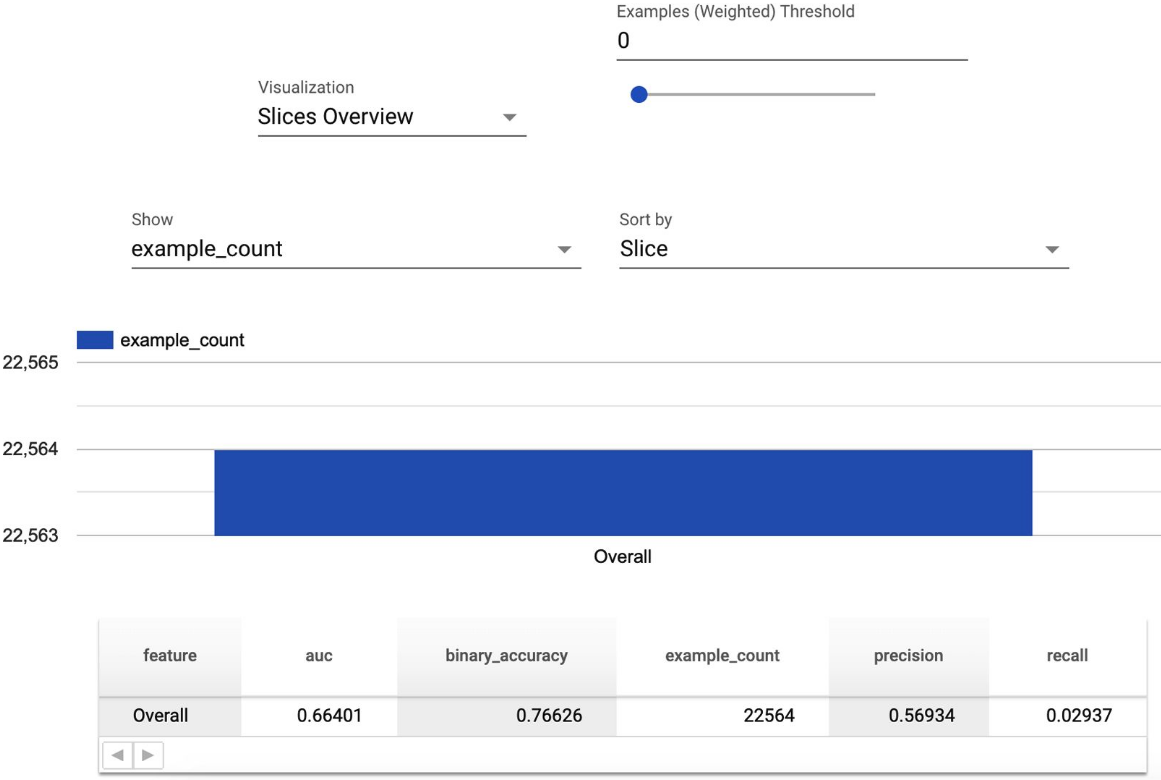 Examples (Weighted) Threshold
0
Visualization
Slices Overview
Show
example_count
Sort by
Slice
example_count
22,565
22,564
22,563
Overall
feature auc binary_accuracy example_count precision recall
Overall 0.66401 0.76626 22564 0.56934 0.02937